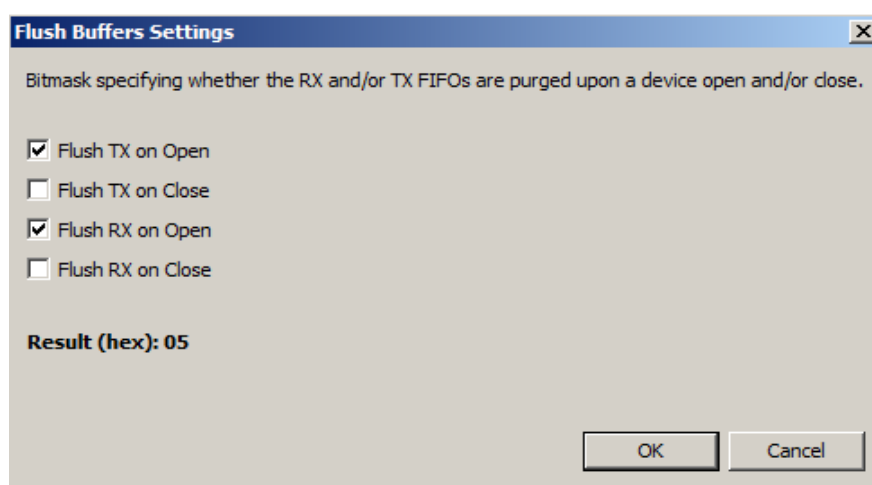 Flush Buffers Settings
Bitmask specifying whether the RX and/or TX FIFOs are purged upon a device open and/or close.
Flush TX on Open
Flush TX on Close
Flush RX on Open
Flush RX on Close
Result (hex): 05
OK Cancel